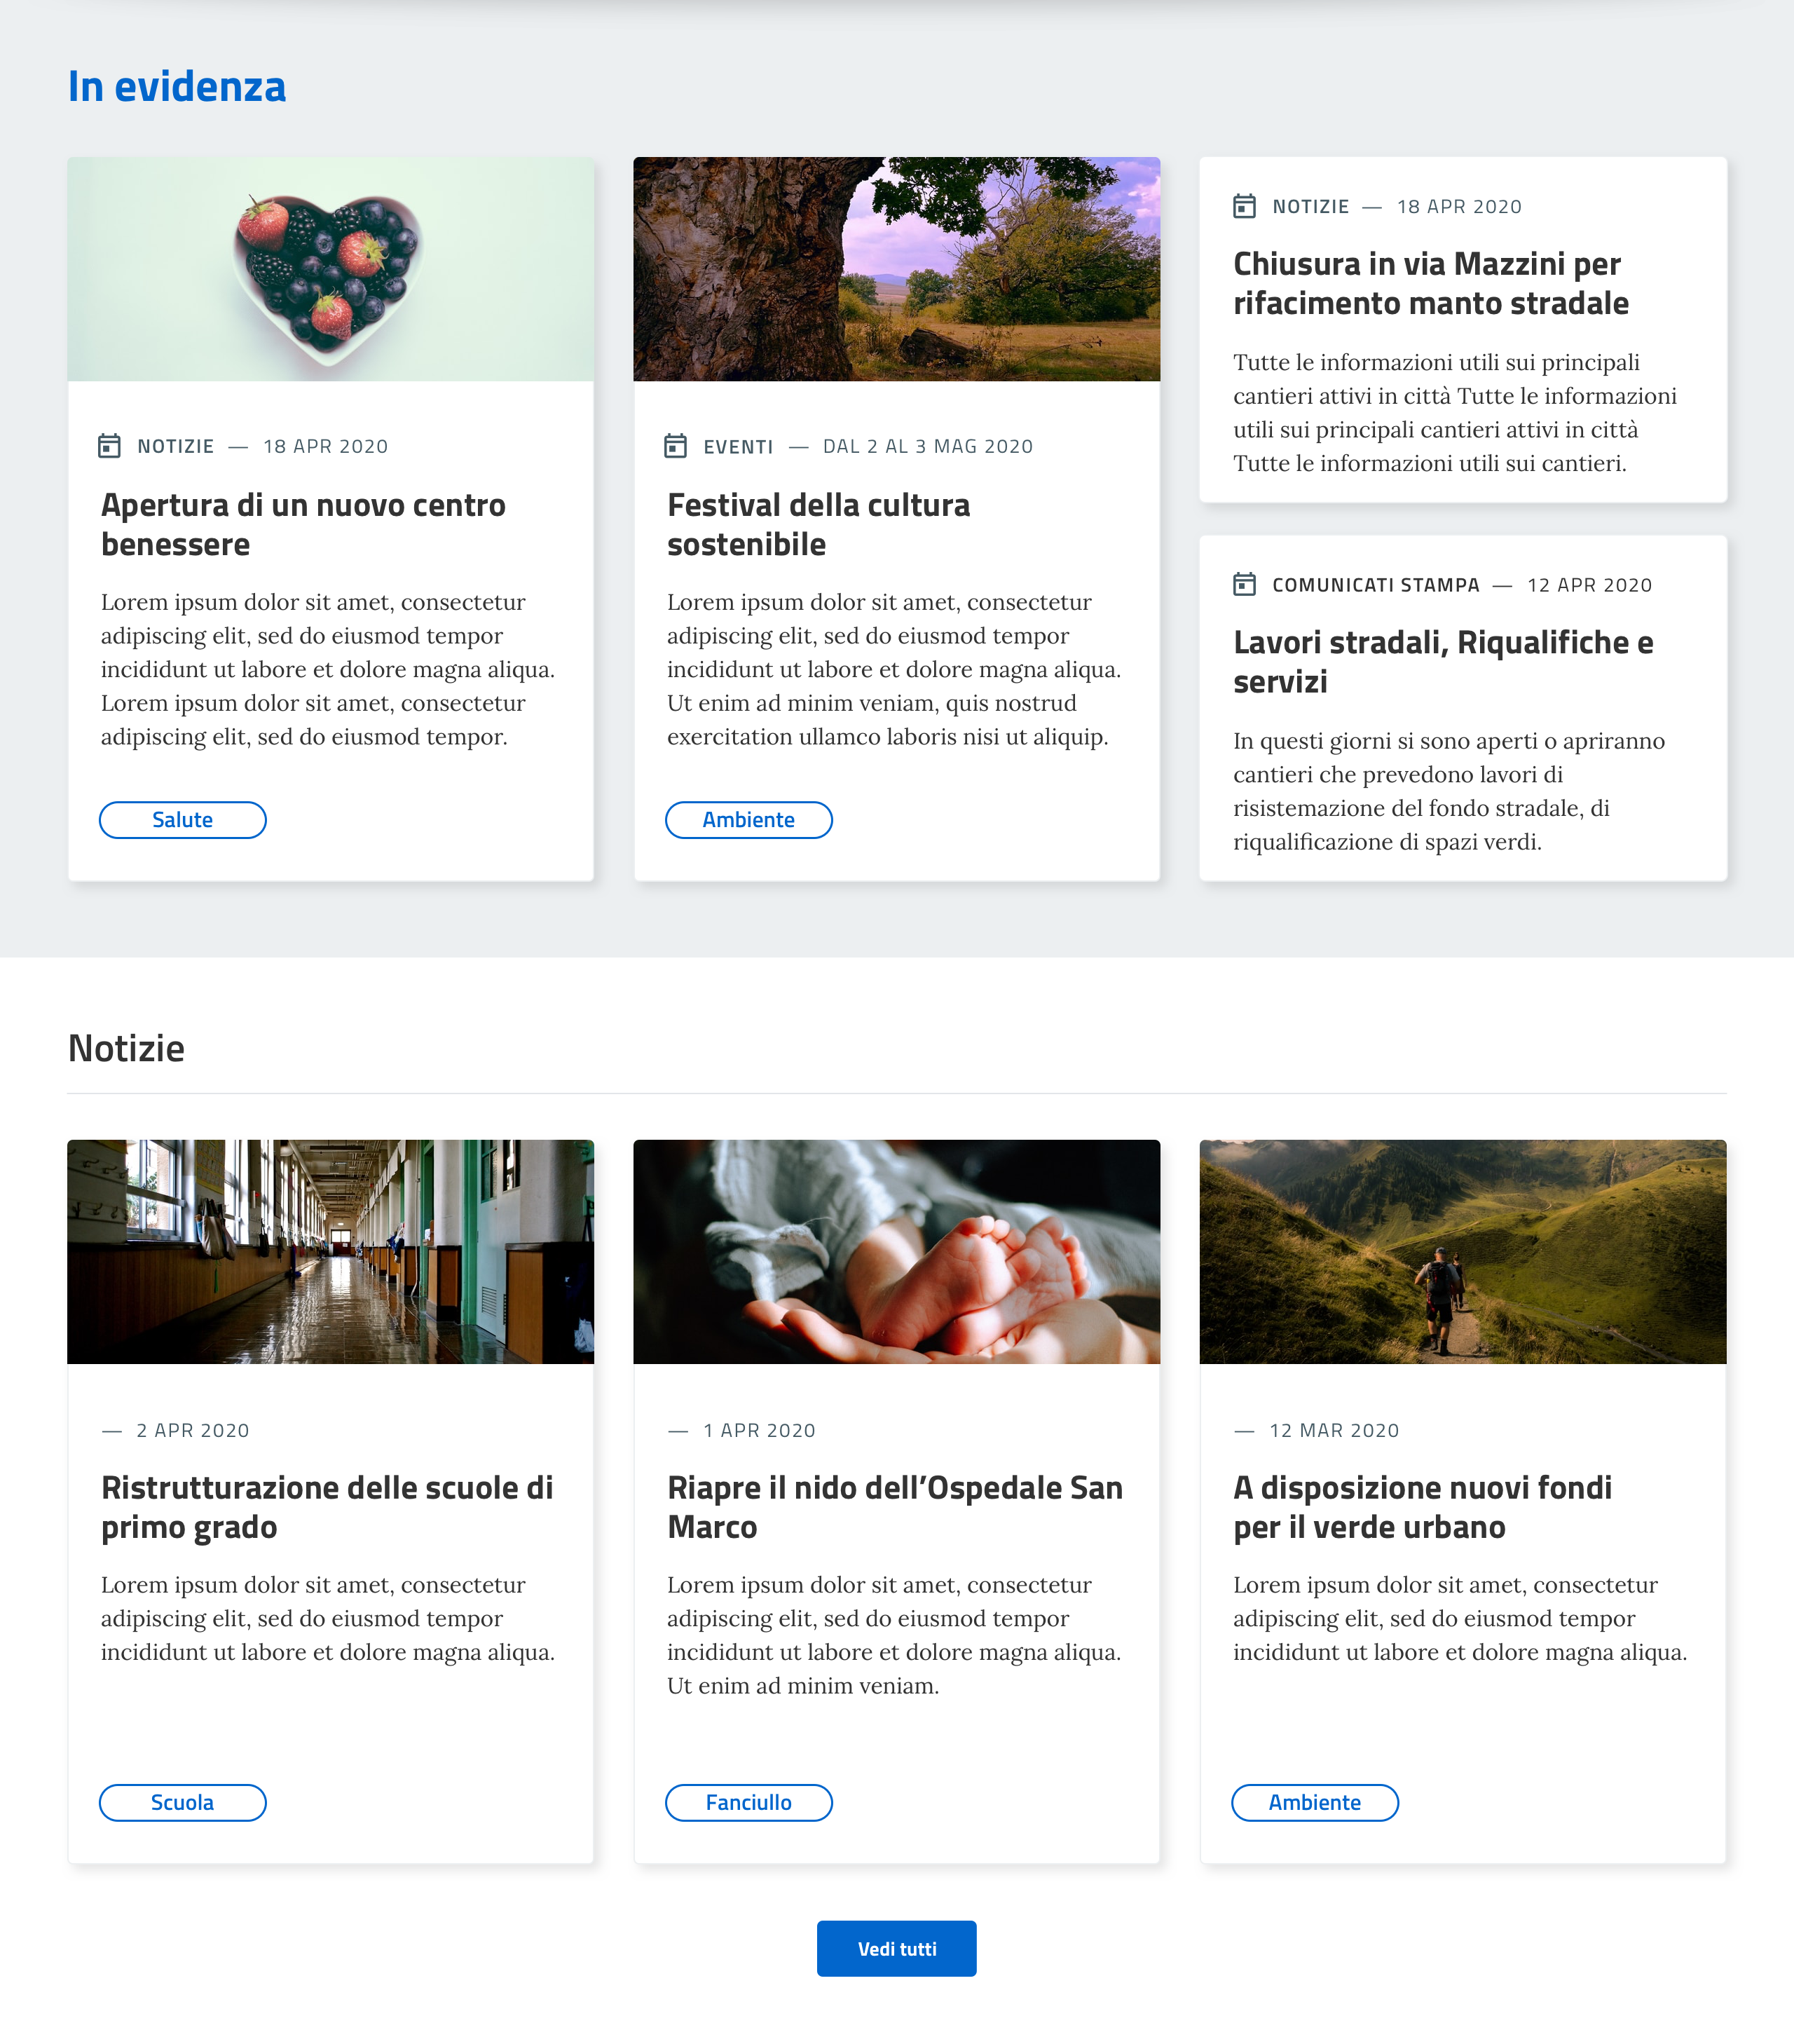 In evidenza
NOTIZIE — 18 APR 2020
Apertura di un nuovo centro
benessere
Lorem ipsum dolor sit amet, consectetur
adipiscing elit, sed do eiusmod tempor
incididunt ut labore et dolore magna aliqua.
Lorem ipsum dolor sit amet, consectetur
adipiscing elit, sed do eiusmod tempor.
Salute
EVENTI — DAL 2 AL 3 MAG 2020
Festival della cultura
sostenibile
Lorem ipsum dolor sit amet, consectetur
adipiscing elit, sed do eiusmod tempor
incididunt ut labore et dolore magna aliqua.
Ut enim ad minim veniam, quis nostrud
exercitation ullamco laboris nisi ut aliquip.
Ambiente
NOTIZIE — 18 APR 2020
Chiusura in via Mazzini per
rifacimento manto stradale
Tutte le informazioni utili sui principali
cantieri attivi in città Tutte le informazioni
utili sui principali cantieri attivi in città
Tutte le informazioni utili sui cantieri.
COMUNICATI STAMPA — 12 APR 2020
Lavori stradali, Riqualifiche e
servizi
In questi giorni si sono aperti o apriranno
cantieri che prevedono lavori di
risistemazione del fondo stradale, di
riqualificazione di spazi verdi.
Notizie
— 2 APR 2020
Ristrutturazione delle scuole di
primo grado
Lorem ipsum dolor sit amet, consectetur
adipiscing elit, sed do eiusmod tempor
incididunt ut labore et dolore magna aliqua.
Scuola
— 1 APR 2020
Riapre il nido dell’Ospedale San
Marco
Lorem ipsum dolor sit amet, consectetur
adipiscing elit, sed do eiusmod tempor
incididunt ut labore et dolore magna aliqua.
Ut enim ad minim veniam.
Fanciullo
— 12 MAR 2020
A disposizione nuovi fondi
per il verde urbano
Lorem ipsum dolor sit amet, consectetur
adipiscing elit, sed do eiusmod tempor
incididunt ut labore et dolore magna aliqua.
Ambiente
Vedi tutti